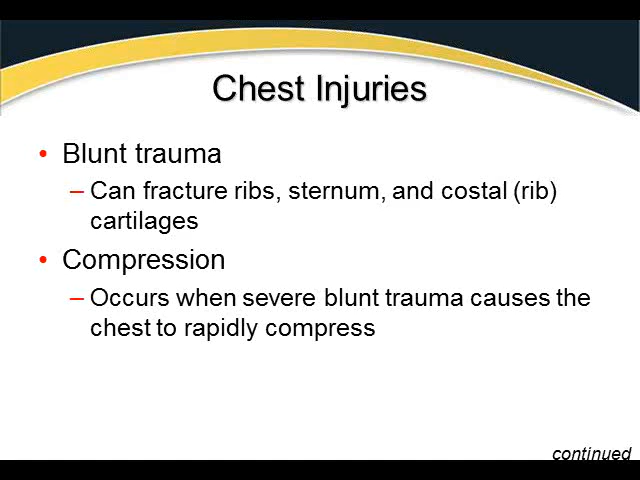 Chest Injuries
• Blunt trauma
– Can fracture ribs, sternum, and costal (rib)
cartilages
• Compression
– Occurs when severe blunt trauma causes the
chest to rapidly compress
continued